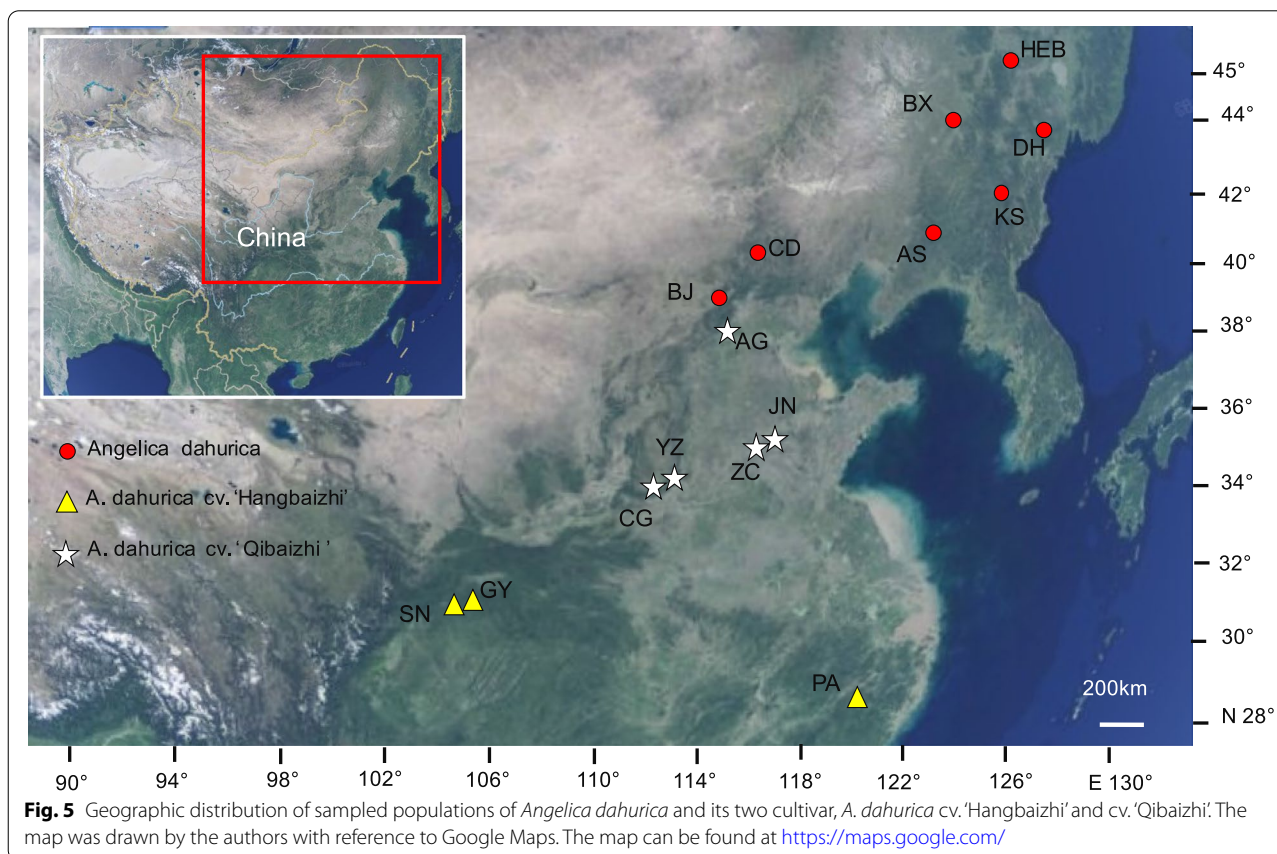 HEB
45°
BX
44°
DH
42°
KS
AS
CD
40°
China
BJ
38°
AG
36°
JN
Angelica dahurica
YZ
ZC
A. dahurica cv. 'Hangbaizhi'
34°
CG
A. dahurica cv. 'Qibaizhi'
32°
GY
SN
30°
PA
200km
N 28°
90° 94° 98° 102° 106° 110° 114° 118° 122° 126° E 130°
Fig. 5 Geographic distribution of sampled populations of Angelica dahurica and its two cultivar, A. dahurica cv. 'Hangbaizhi' and cv. 'Qibaizhi'. The
map was drawn by the authors with reference to Google Maps. The map can be found at https://maps.google.com/